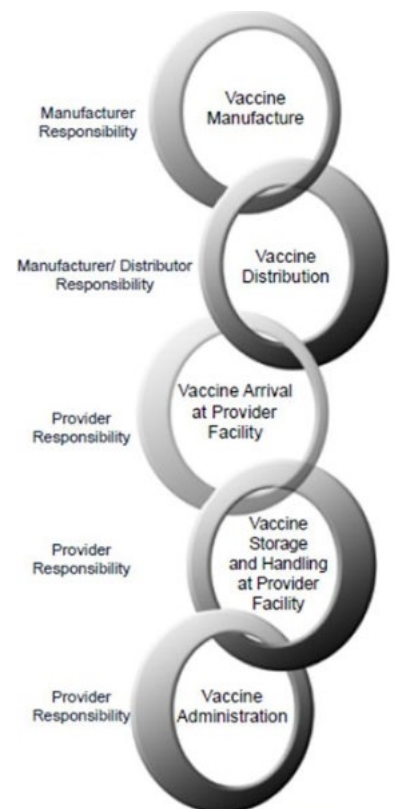 Manufacturer
Responsibility
Vaccine
Manufacture
Manufacturer/ Distributor
Responsibility
Vaccine
Distribution
Provider
Responsibility
Vaccine Arrival
at Provider
Facility
Provider
Responsibility
Vaccine
Storage
and Handling
at Provider
Facility
Provider
Responsibility
Vaccine
Administration